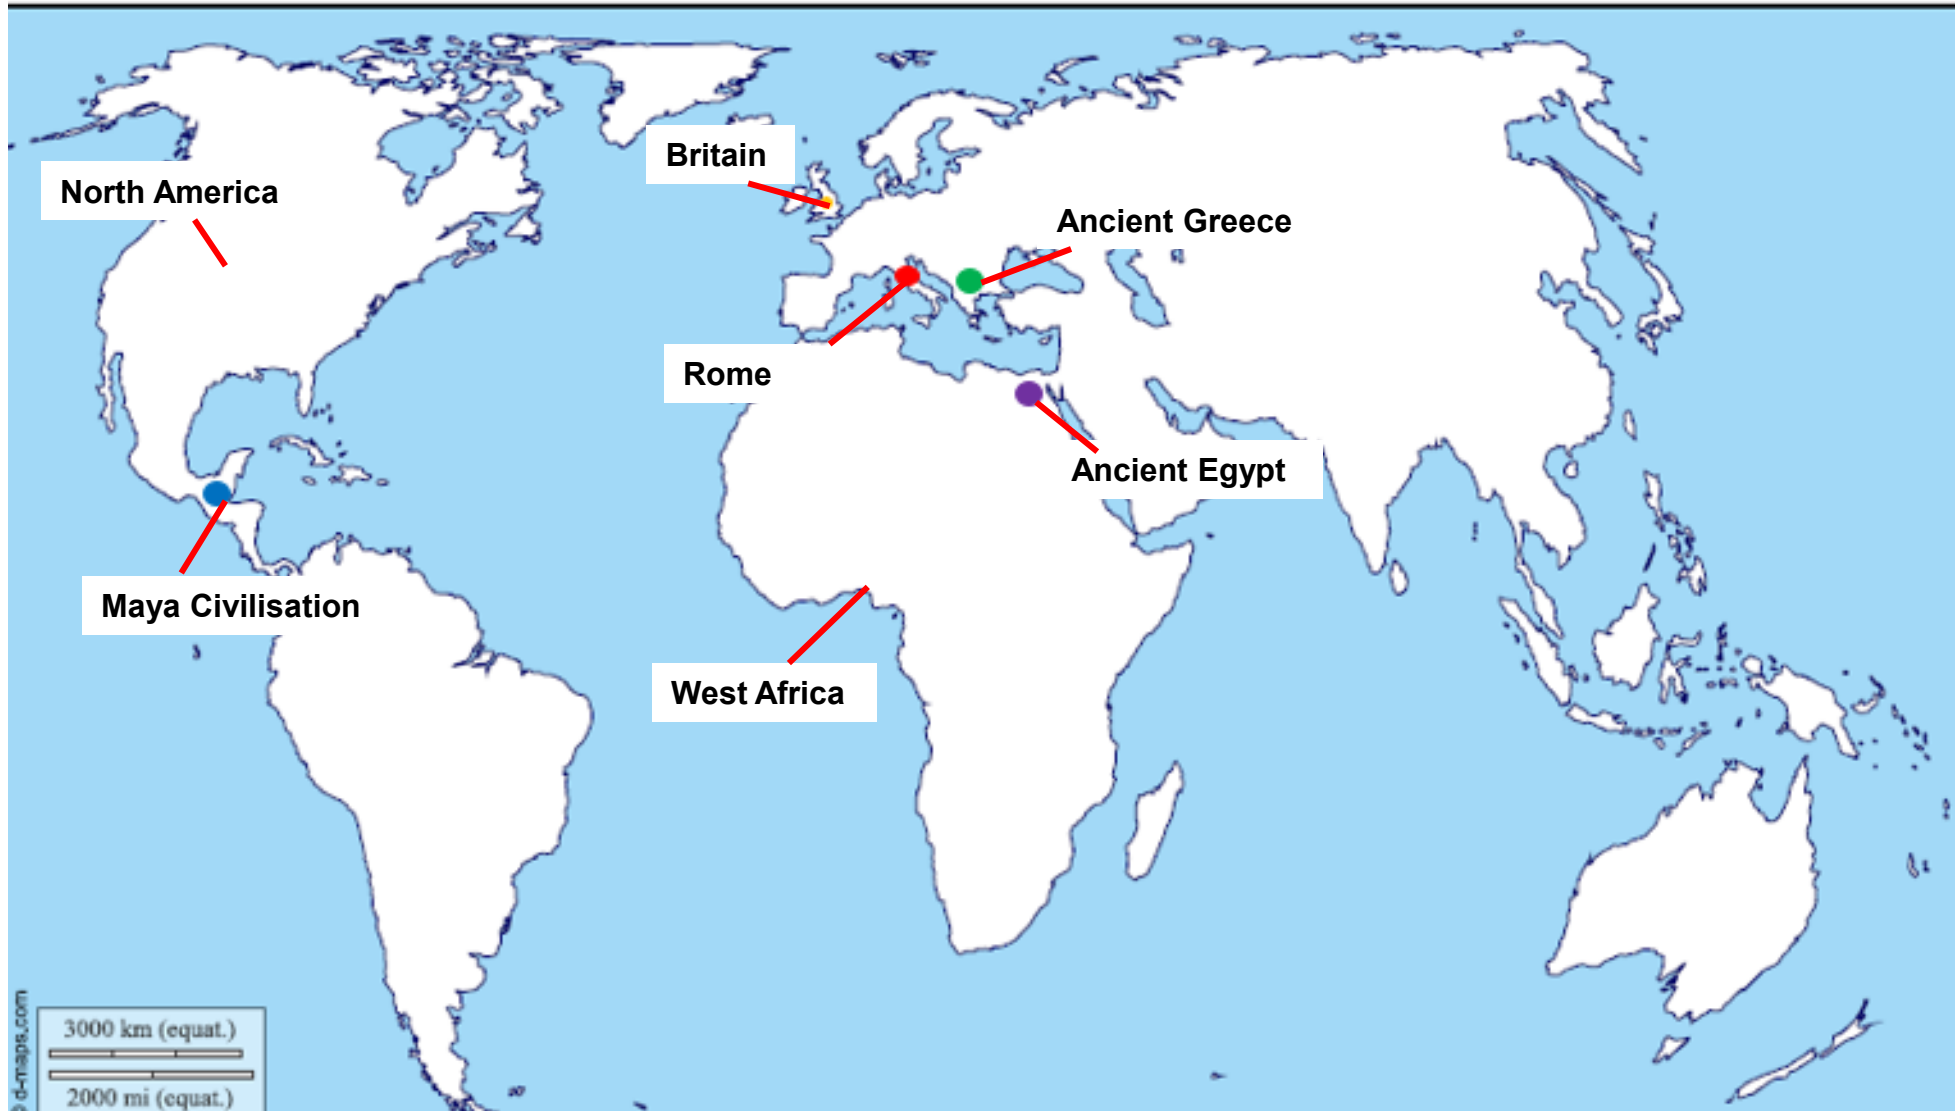 Britain
North America
Ancient Greece
Rome
Ancient Egypt
Maya Civilisation
West Africa
© d-maps.com
3000 km (equat.)
2000 mi (equat.)